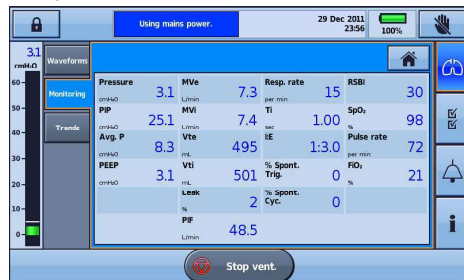 Using mains power.
29 Dec 2011
23:56
100%
3.1
cmH₂O
60
50
40
30
20
10
0
Waveforms
Monitoring
Trends
Pressure cmH₂O 3.1 MVe L/min 7.3 Resp. rate per min 15 RSBI 30
PIP cmH₂O 25.1 MVi L/min 7.4 Ti sec 1.00 SpO₂ % 98
Avg. P cmH₂O 8.3 Vte mL 495 I:E 1:3.0 Pulse rate per min 72
PEEP cmH₂O 3.1 Vti mL 501 % Spont. Trig. 0 FiO₂ % 21
Leak % 2 % Spont. Cyc. 0
PIF L/min 48.5
Stop vent.